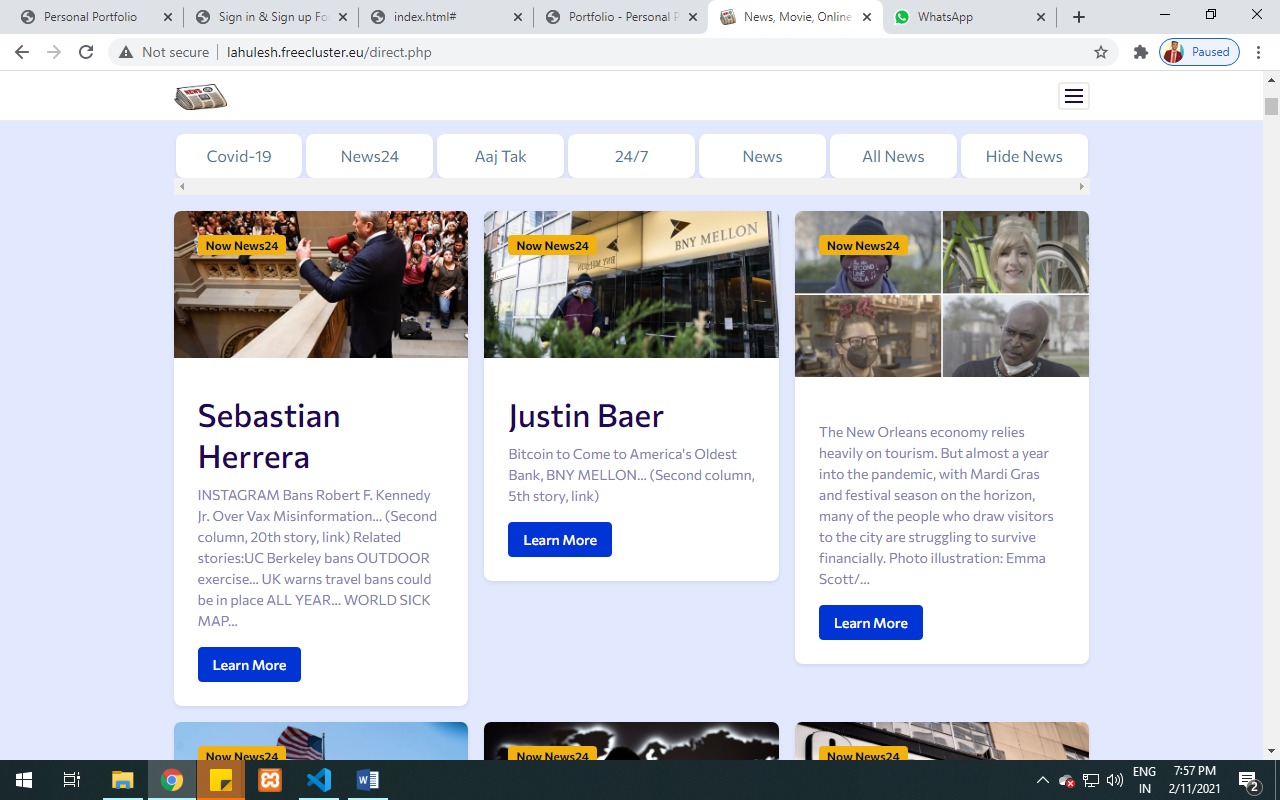 Personal Portfolio
Sign in & Sign up Fo
index.html#
Portfolio - Personal P
News, Movie, Online
WhatsApp
Not secure
lahulesh.freecluster.eu/direct.php
Paused
NEWS
Covid-19
News24
Aaj Tak
24/7
News
All News
Hide News
Now News24
Now News24
BNY MELLON
BNY MELLON
Now News24
Sebastian
Herrera
INSTAGRAM Bans Robert F. Kennedy
Jr. Over Vax Misinformation... (Second
column, 20th story, link) Related
stories:UC Berkeley bans OUTDOOR
exercise... UK warns travel bans could
be in place ALL YEAR... WORLD SICK
MAP...
Learn More
Justin Baer
Bitcoin to Come to America's Oldest
Bank, BNY MELLON... (Second column,
5th story, link)
Learn More
The New Orleans economy relies
heavily on tourism. But almost a year
into the pandemic, with Mardi Gras
and festival season on the horizon,
many of the people who draw visitors
to the city are struggling to survive
financially. Photo illustration: Emma
Scott/...
Learn More
Now News24
Now News24
Now News24
ENG
IN
7:57 PM
2/11/2021
2